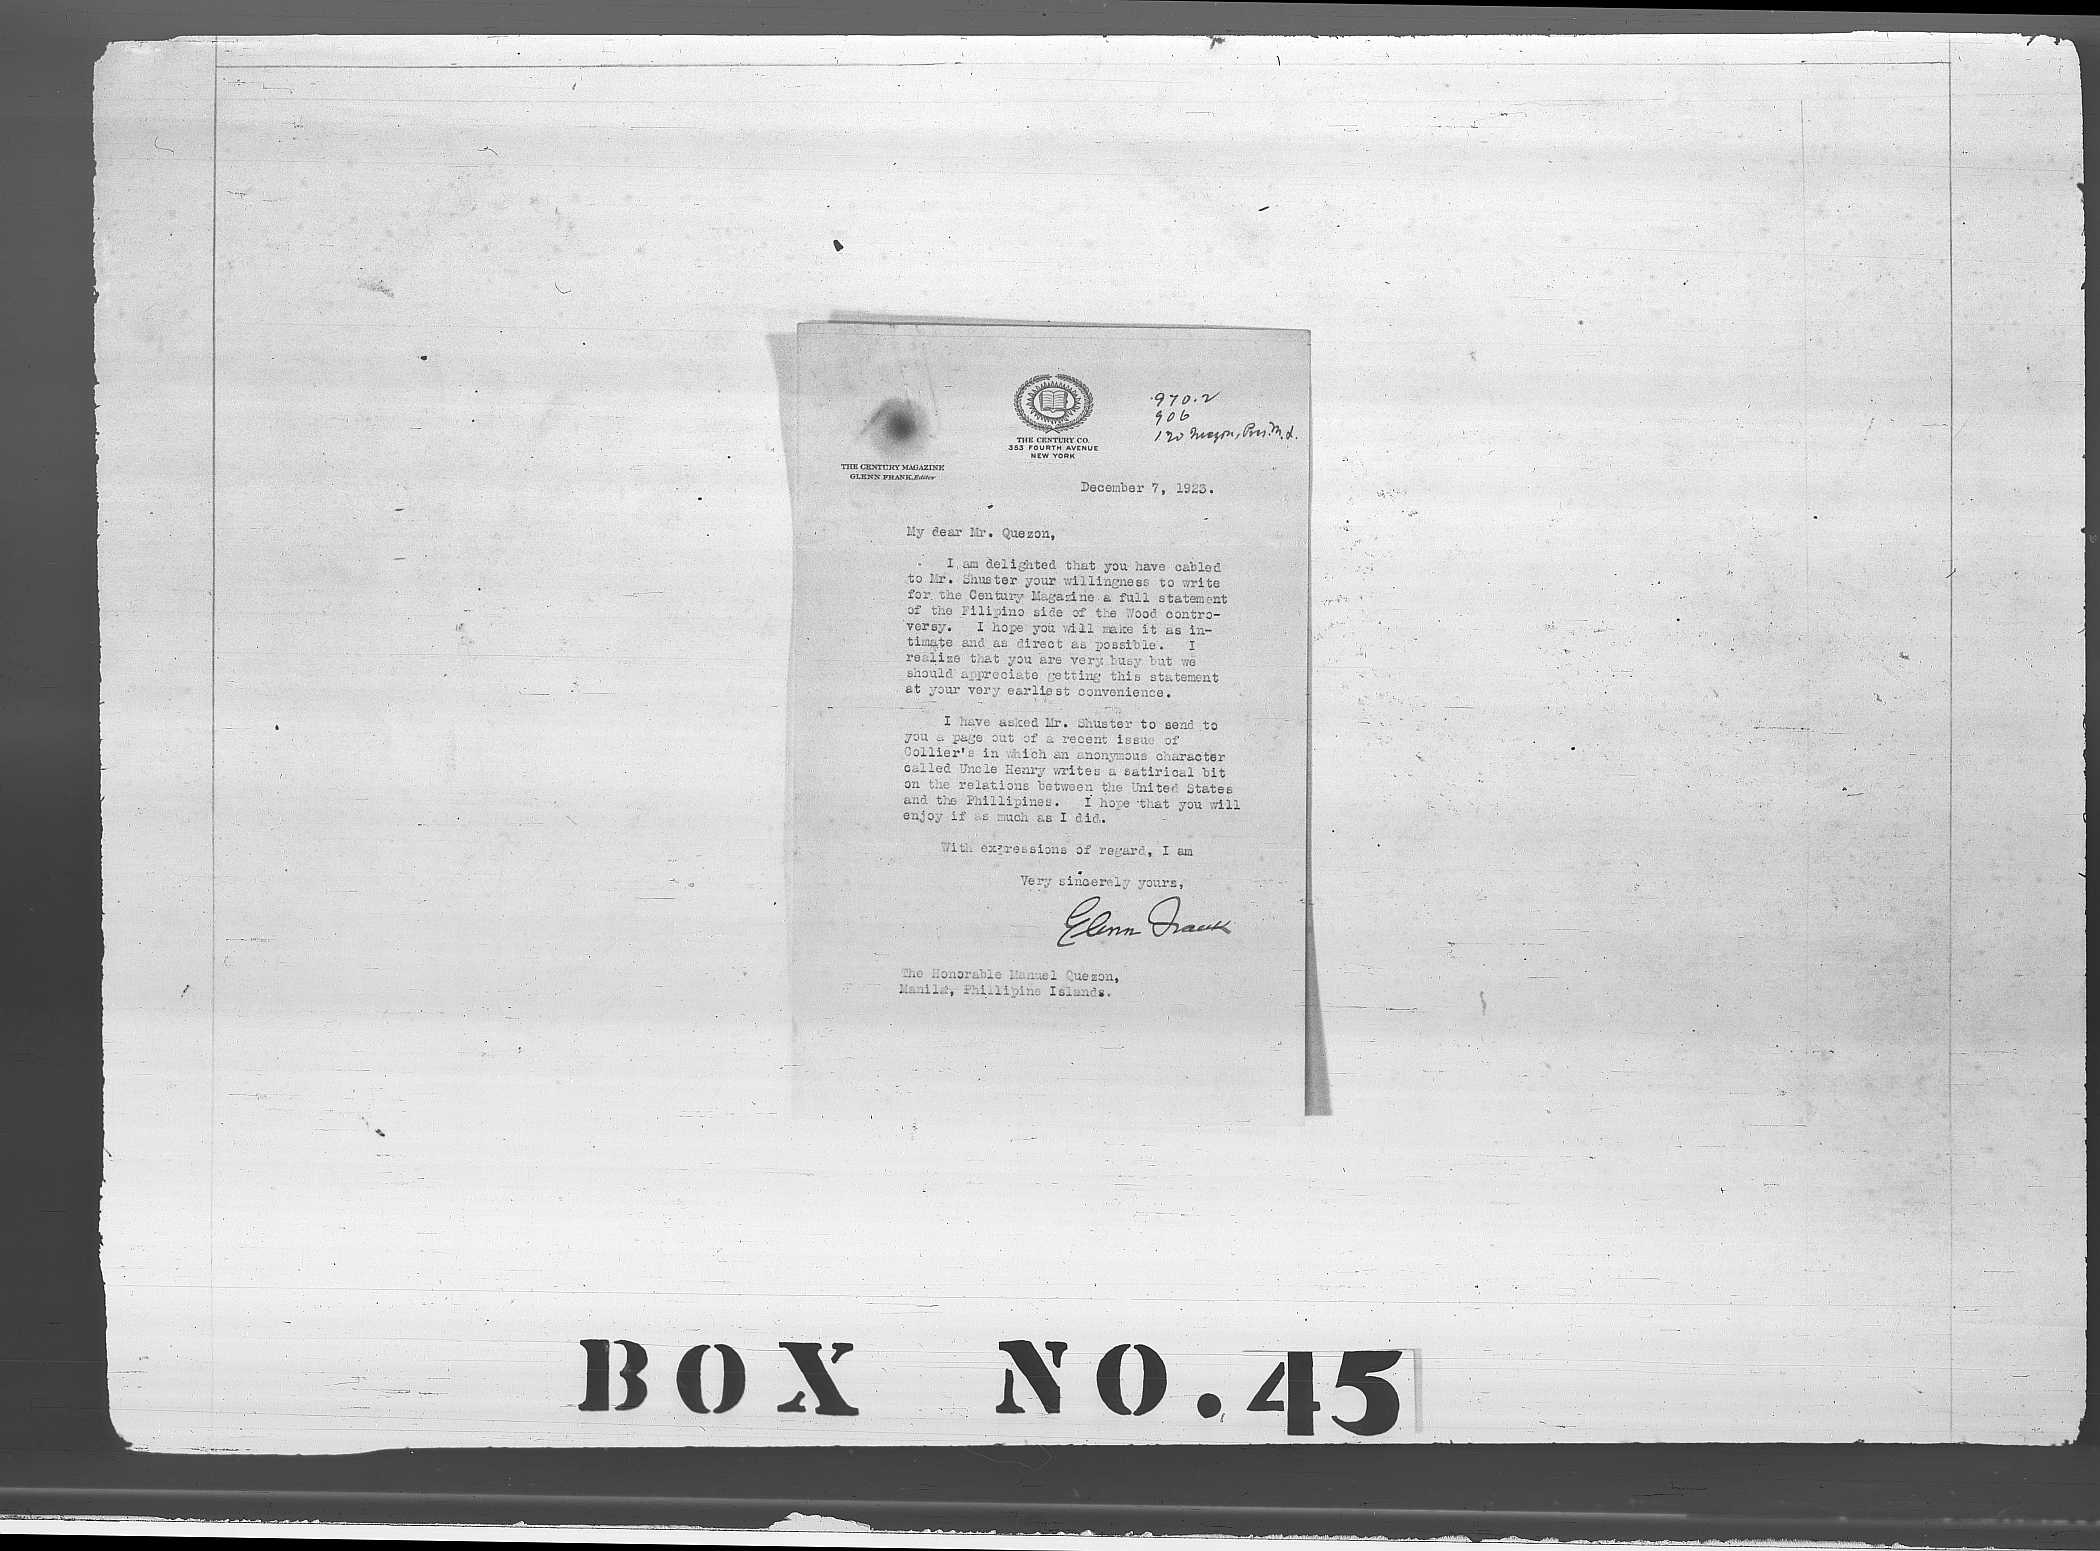 THE CENTURY CO.
353 FOURTH AVENUE
NEW YORK
970.2
906
120
THE CENTURY MAGAZINE
GLENN FRANK, Editor
December 7, 1923.
My dear Mr. Quezon,
I am delighted that you have cabled
to Mr. Shuster your willingness to write
for the Century Magazine a full statement
of the Filipino side of the Wood contro-
versy. I hope you will make it as in-
timate and as direct as possible. I
realize that you are very busy but we
should appreciate getting this statement
at your very earliest convenience.
I have asked Mr. Shuster to send to
you a page out of a recent issue of
Collier's in which an anonymous character
called Uncle Henry writes a satirical bit
on the relations between the United States
and the Phillipines. I hope that you will
enjoy if as much as I did.
With expressions of regard, I am
Very sincerely yours,
Glenn Frank
The Honorable Manuel Quezon,
Manila, Phillipine Islands.
BOX NO. 45